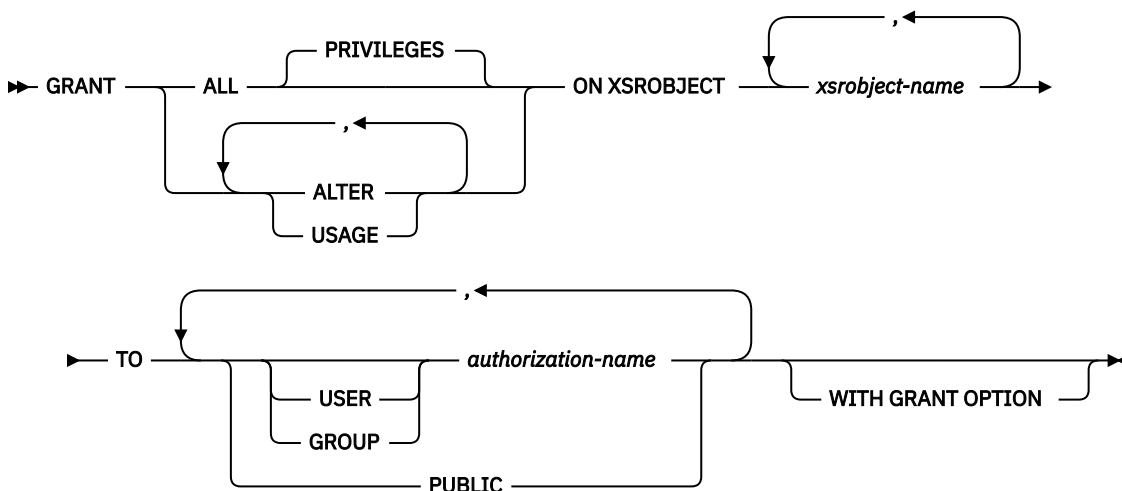 ,
PRIVILEGES
GRANT ALL ON XSROBJECT xsrobject-name
,
ALTER
USAGE
,
TO authorization-name
USER WITH GRANT OPTION
GROUP
PUBLIC